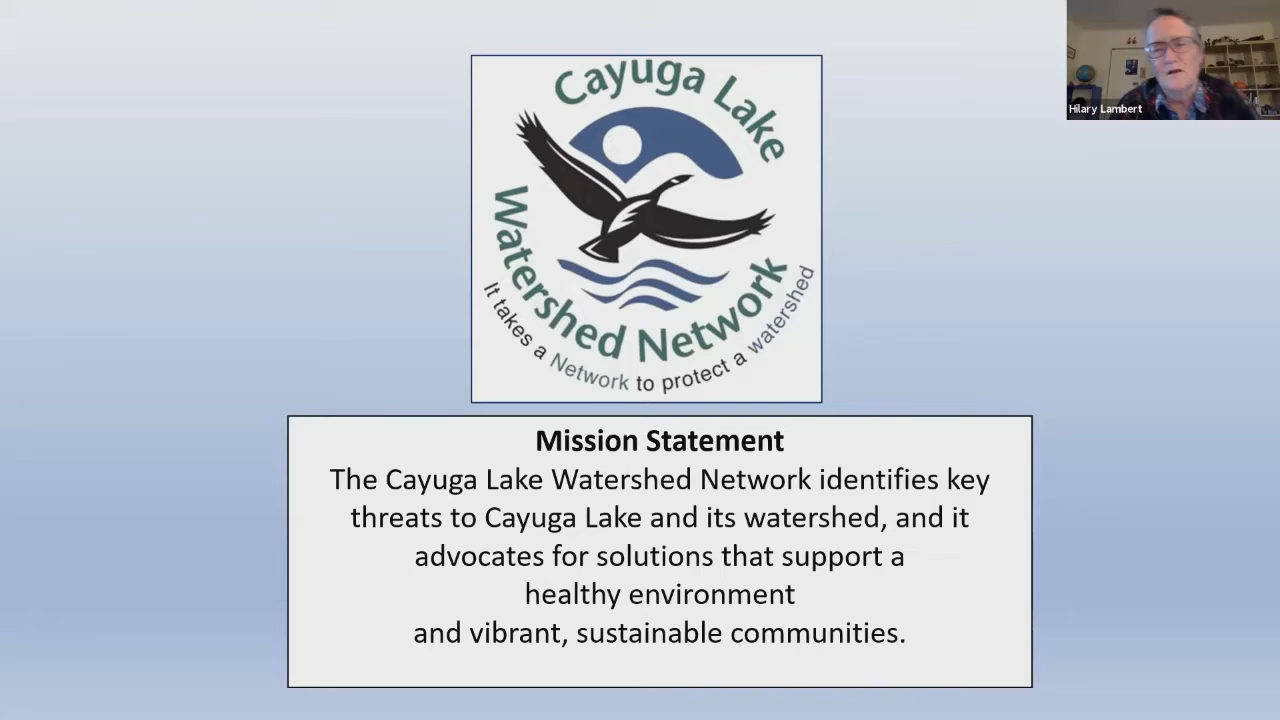 Cayuga Lake
Watershed Network
It takes a Network to protect a watershed
Hilary Lambert
Mission Statement
The Cayuga Lake Watershed Network identifies key
threats to Cayuga Lake and its watershed, and it
advocates for solutions that support a
healthy environment
and vibrant, sustainable communities.